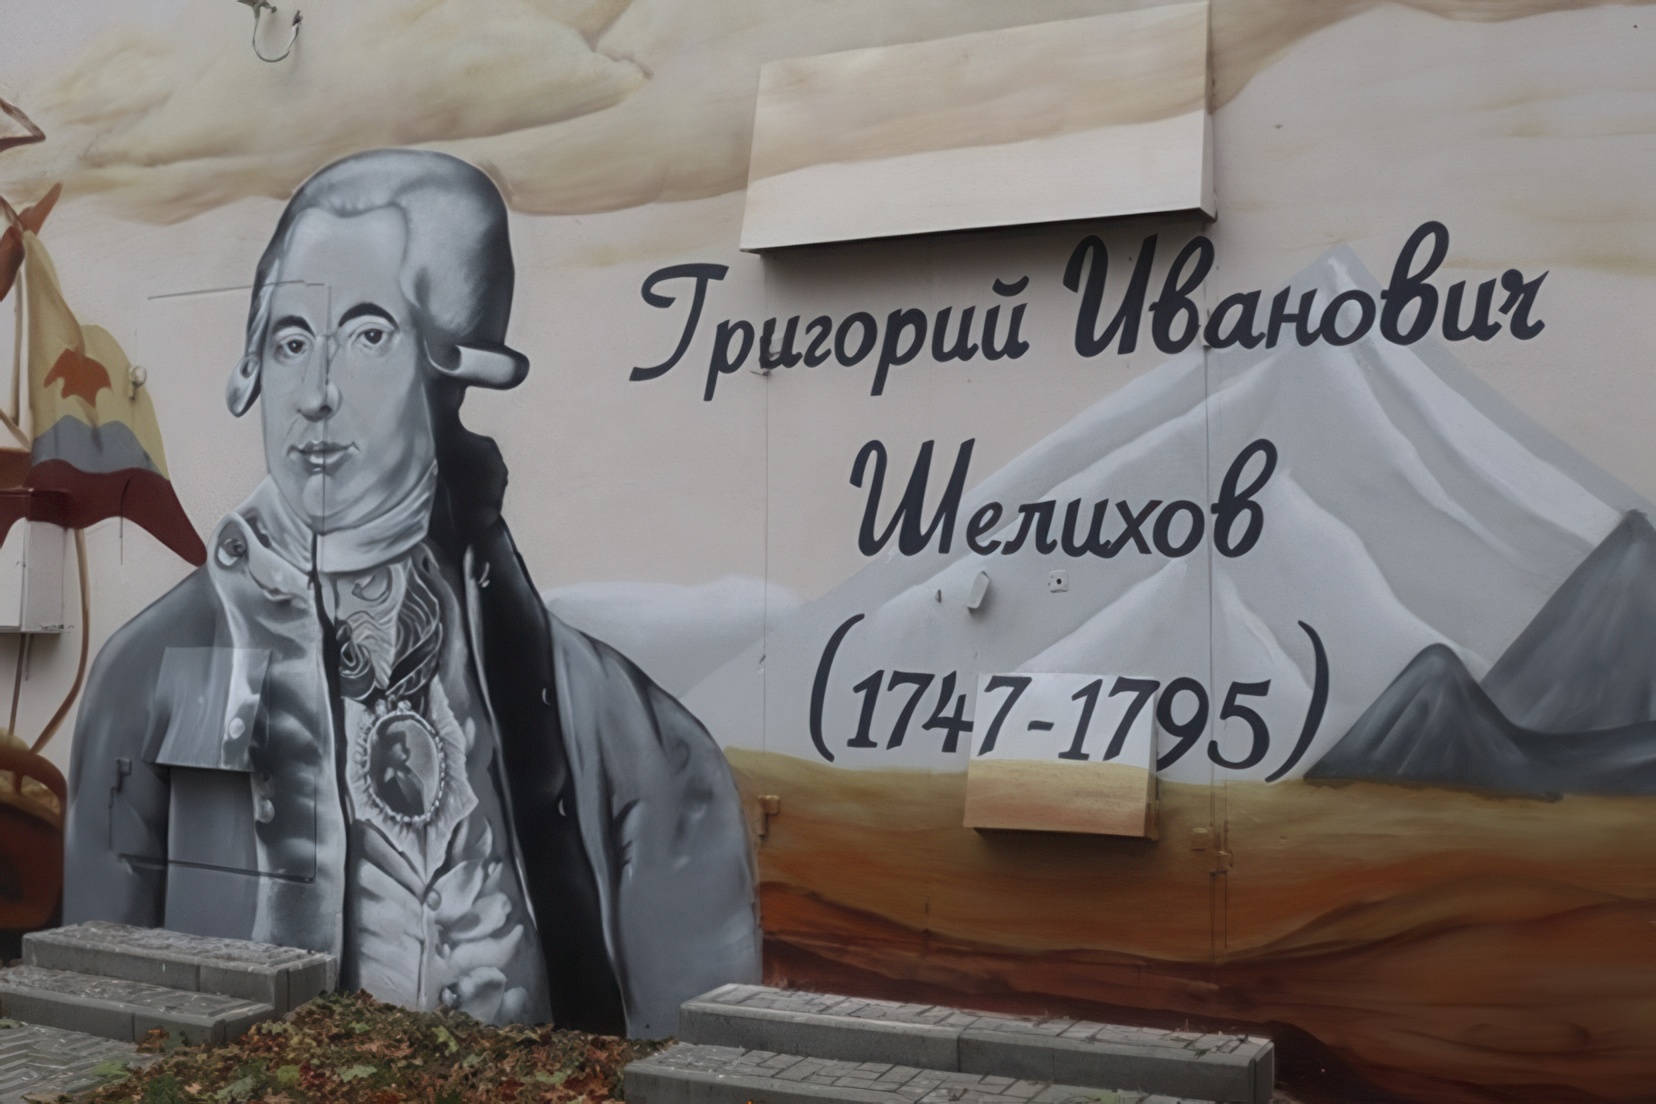 Григорий Иванович
Шелихов
(1747-1795)